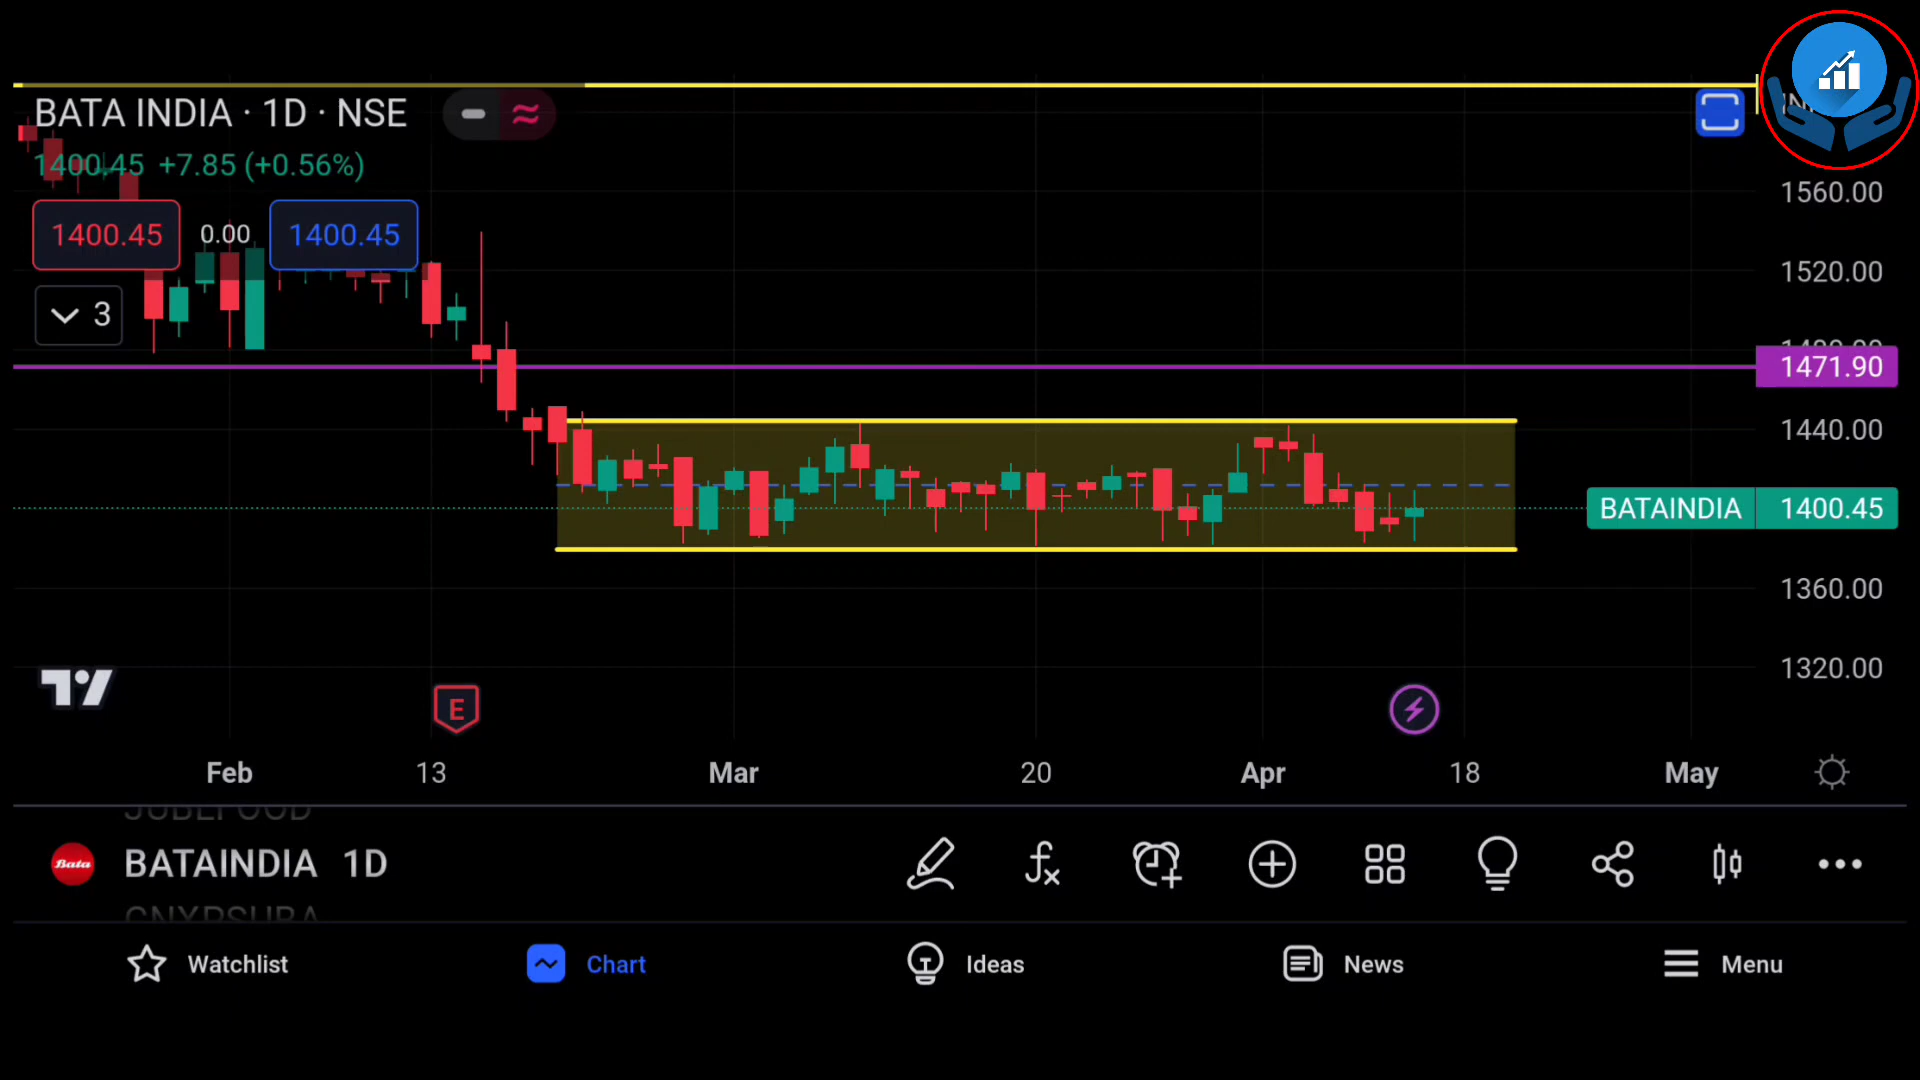 BATA INDIA · 1D · NSE
1400.45 +7.85 (+0.56%)
1400.45 0.00 1400.45
3
1560.00
1520.00
1471.90
1440.00
BATAINDIA 1400.45
1360.00
1320.00
E
Feb 13 Mar 20 Apr 18 May
JUBLFOOD
Bata BATAINDIA 1D
Watchlist Chart Ideas News Menu